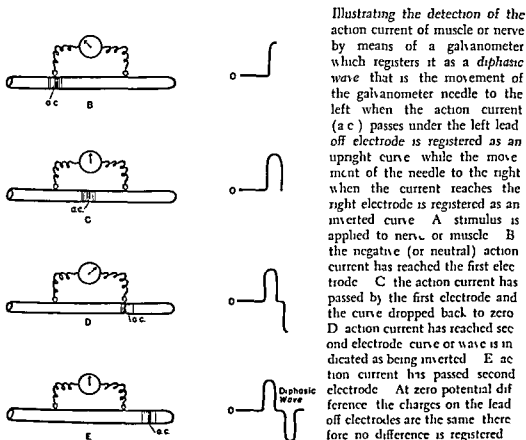 o
a.c.
B
o
a.c.
C
o
a.c.
D
o
Diphasic
Wave
a.c.
E
Illustrating the detection of the
action current of muscle or nerve
by means of a galvanometer
which registers it as a diphasic
wave that is the movement of
the galvanometer needle to the
left when the action current
(a c) passes under the left lead
off electrode is registered as an
upright curve while the move
ment of the needle to the right
when the current reaches the
right electrode is registered as an
inverted curve A stimulus is
applied to nerve or muscle B
the negative (or neutral) action
current has reached the first elec
trode C the action current has
passed by the first electrode and
the curve dropped back to zero
D action current has reached sec
ond electrode curve or wave is in
dicated as being inverted E ac
tion current has passed second
electrode At zero potential dif
ference the charges on the lead
off electrodes are the same there
fore no difference is registered